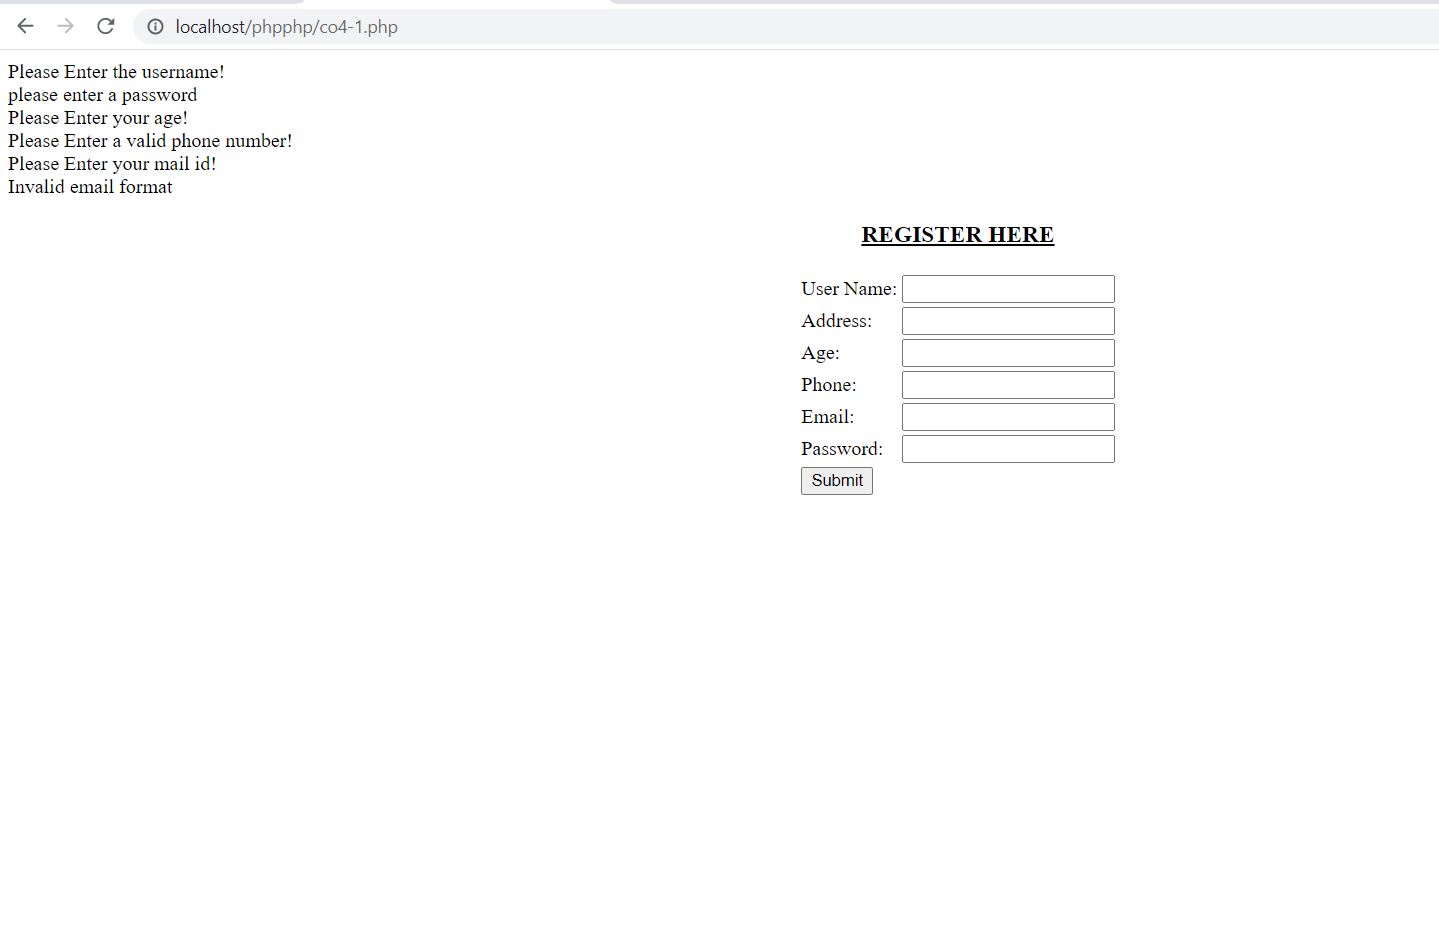 localhost/phpphp/co4-1.php
Please Enter the username!
please enter a password
Please Enter your age!
Please Enter a valid phone number!
Please Enter your mail id!
Invalid email format
REGISTER HERE
User Name:
Address:
Age:
Phone:
Email:
Password:
Submit